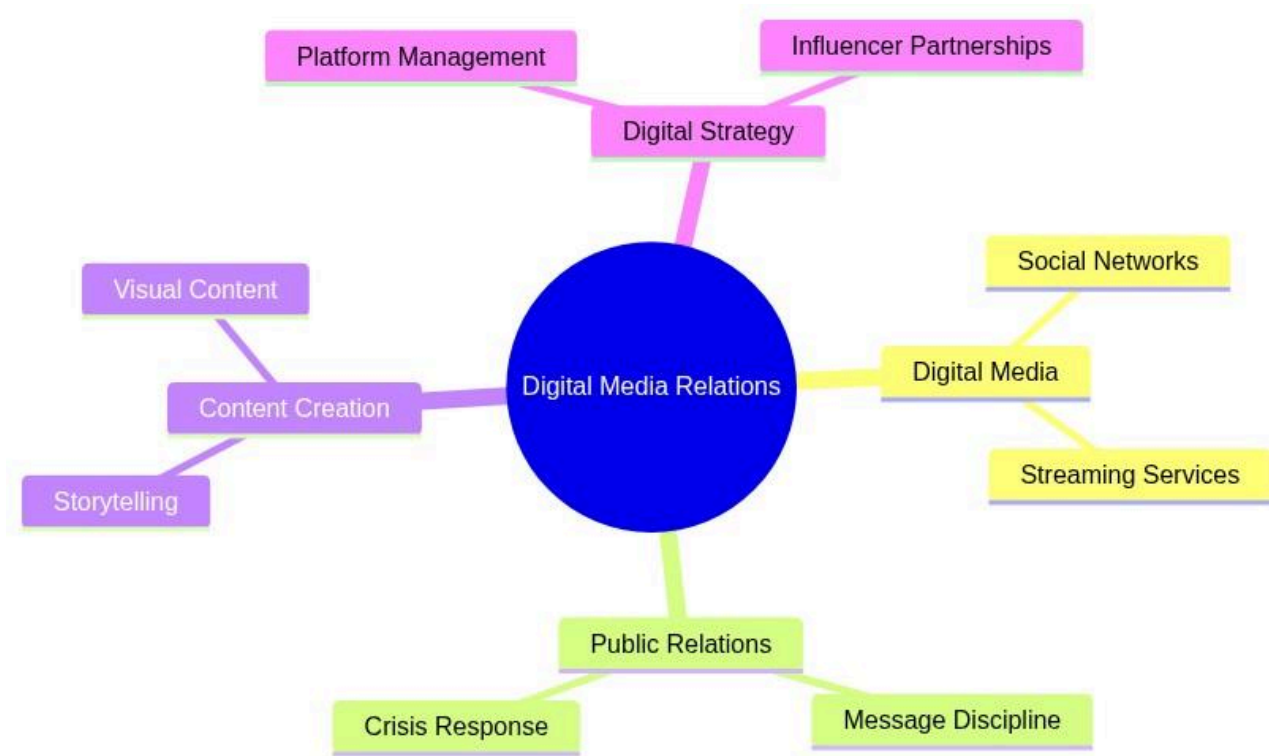 Platform Management
Influencer Partnerships
Digital Strategy
Social Networks
Visual Content
Digital Media
Digital Media Relations
Content Creation
Streaming Services
Storytelling
Public Relations
Crisis Response
Message Discipline